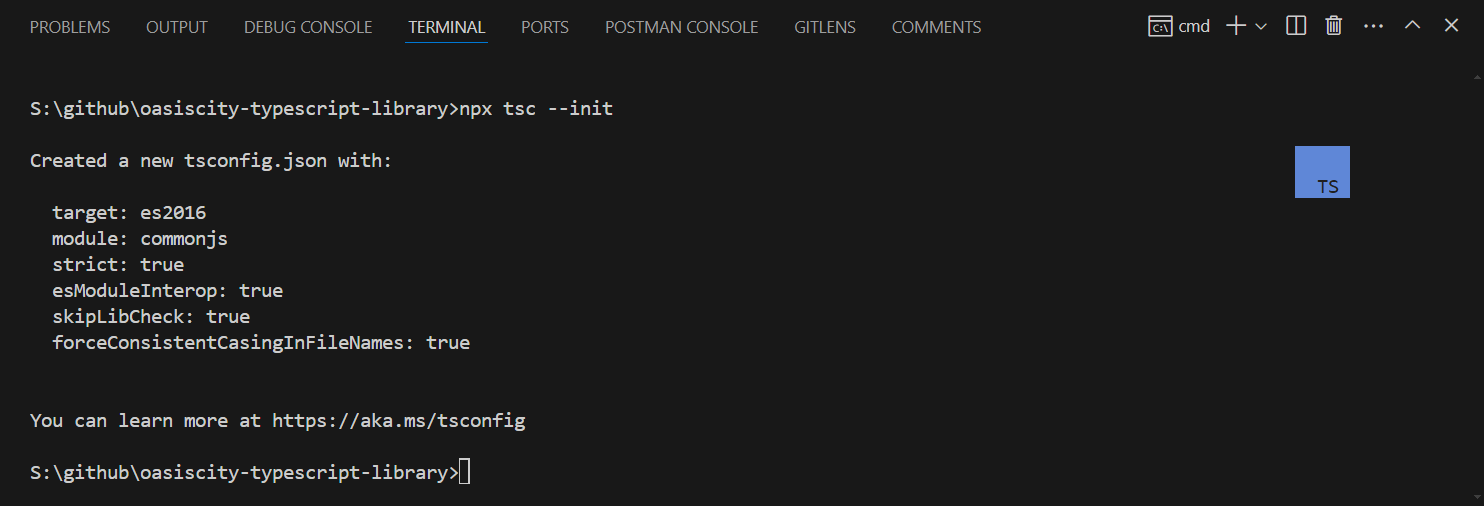 PROBLEMS OUTPUT DEBUG CONSOLE TERMINAL PORTS POSTMAN CONSOLE GITLENS COMMENTS cmd
S:\github\oasiscity-typescript-library>npx tsc --init
Created a new tsconfig.json with:
TS
target: es2016
module: commonjs
strict: true
esModuleInterop: true
skipLibCheck: true
forceConsistentCasingInFileNames: true
You can learn more at https://aka.ms/tsconfig
S:\github\oasiscity-typescript-library>